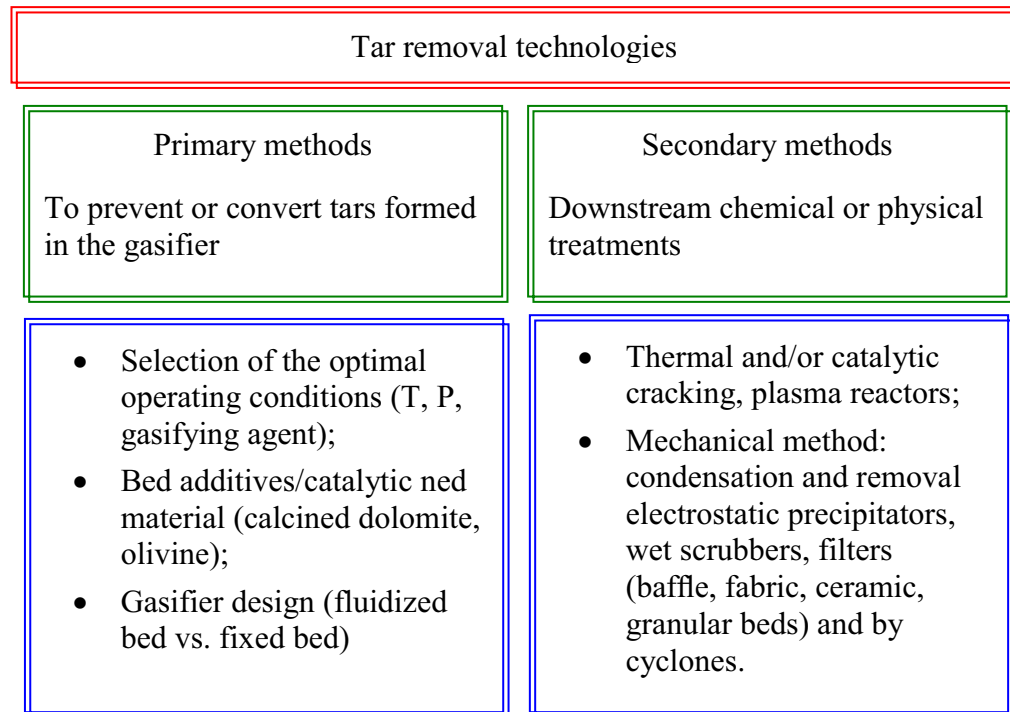 Tar removal technologies
Primary methods
To prevent or convert tars formed
in the gasifier
Secondary methods
Downstream chemical or physical
treatments
• Selection of the optimal
operating conditions (T, P,
gasifying agent);
• Bed additives/catalytic ned
material (calcined dolomite,
olivine);
• Gasifier design (fluidized
bed vs. fixed bed)
• Thermal and/or catalytic
cracking, plasma reactors;
• Mechanical method:
condensation and removal
electrostatic precipitators,
wet scrubbers, filters
(baffle, fabric, ceramic,
granular beds) and by
cyclones.